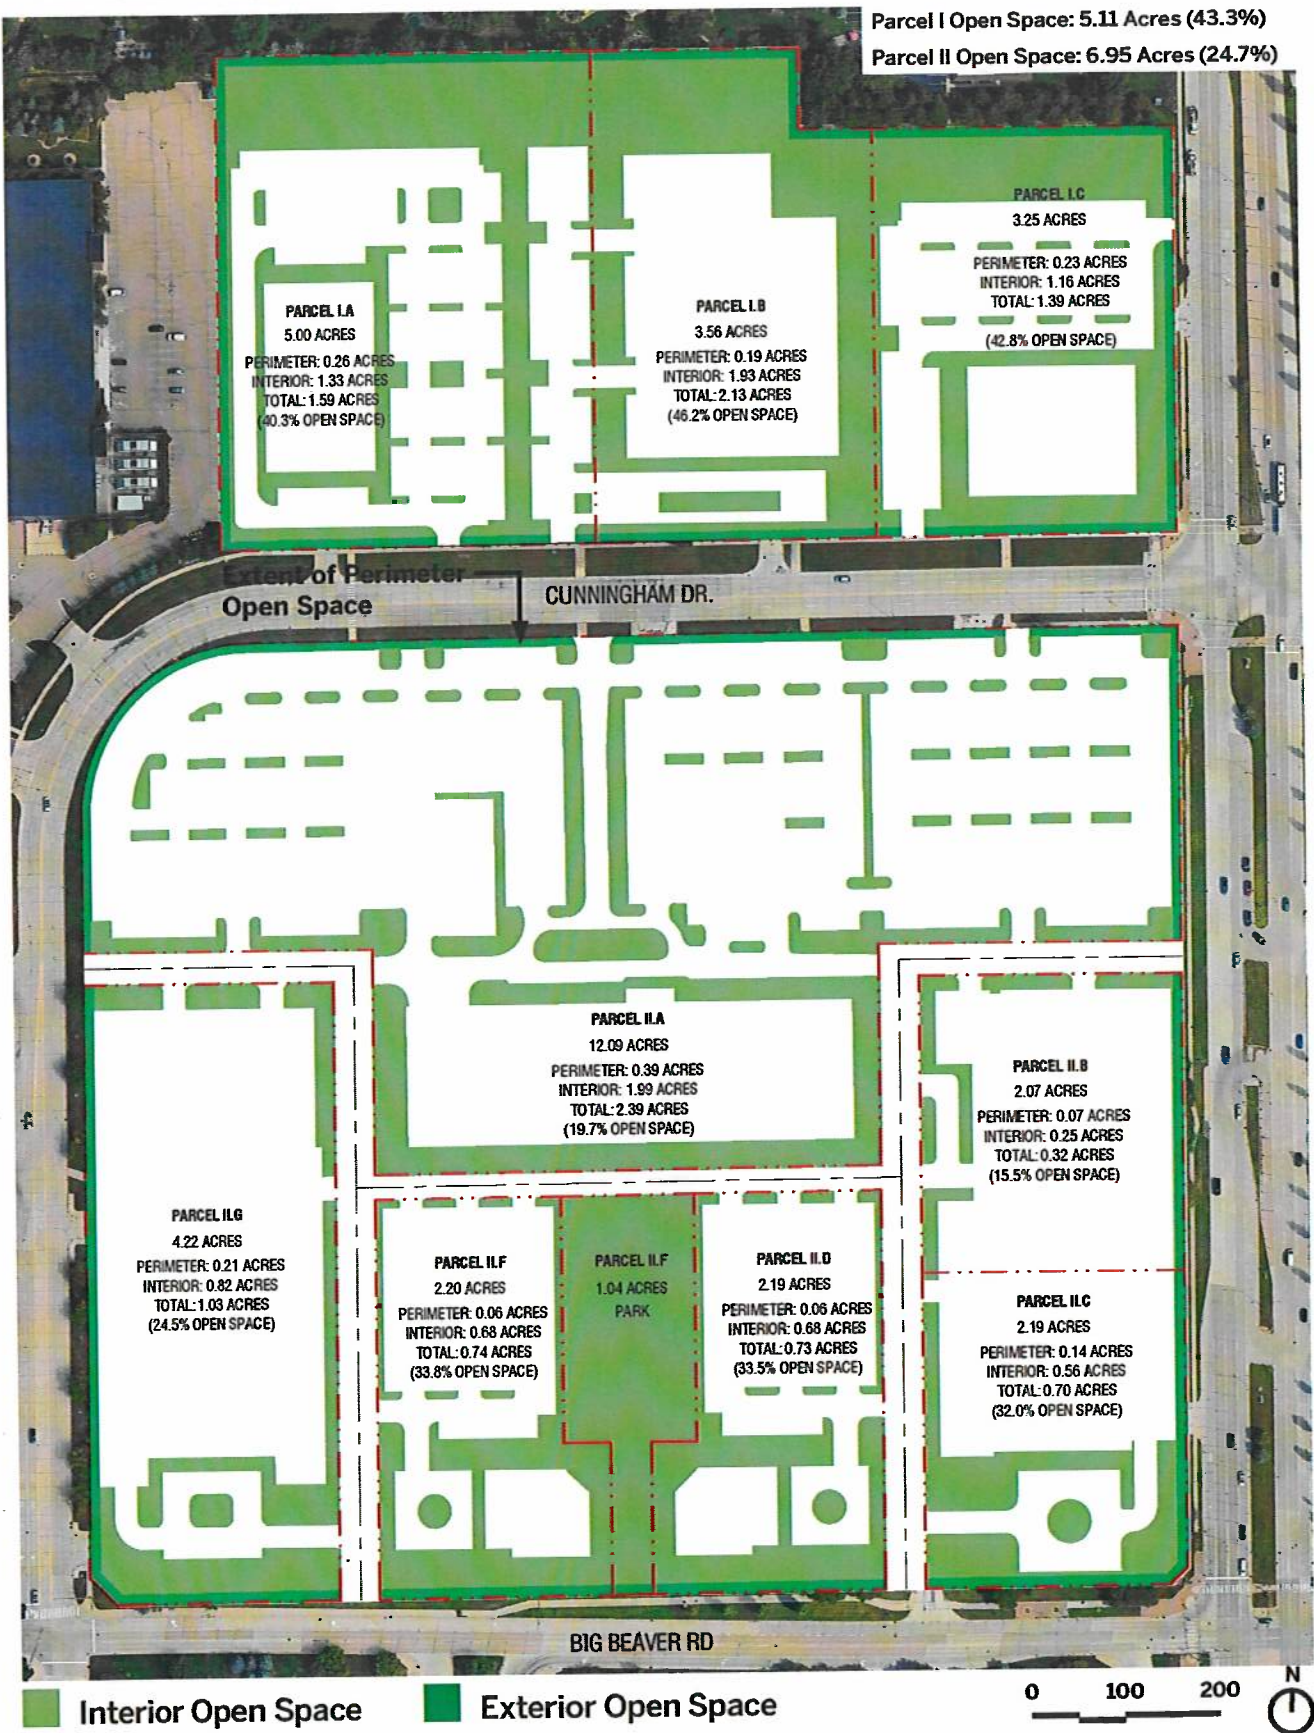 Parcel I Open Space: 5.11 Acres (43.3%)
Parcel II Open Space: 6.95 Acres (24.7%)
PARCEL I.A
5.00 ACRES
PERIMETER: 0.26 ACRES
INTERIOR: 1.33 ACRES
TOTAL: 1.59 ACRES
(40.3% OPEN SPACE)
PARCEL I.B
3.56 ACRES
PERIMETER: 0.19 ACRES
INTERIOR: 1.93 ACRES
TOTAL: 2.13 ACRES
(46.2% OPEN SPACE)
PARCEL I.C
3.25 ACRES
PERIMETER: 0.23 ACRES
INTERIOR: 1.16 ACRES
TOTAL: 1.39 ACRES
(42.8% OPEN SPACE)
Extent of Perimeter
Open Space
CUNNINGHAM DR.
PARCEL II.A
12.09 ACRES
PERIMETER: 0.39 ACRES
INTERIOR: 1.99 ACRES
TOTAL: 2.39 ACRES
(19.7% OPEN SPACE)
PARCEL II.B
2.07 ACRES
PERIMETER: 0.07 ACRES
INTERIOR: 0.25 ACRES
TOTAL: 0.32 ACRES
(15.5% OPEN SPACE)
PARCEL II.G
4.22 ACRES
PERIMETER: 0.21 ACRES
INTERIOR: 0.82 ACRES
TOTAL: 1.03 ACRES
(24.5% OPEN SPACE)
PARCEL II.F
2.20 ACRES
PERIMETER: 0.06 ACRES
INTERIOR: 0.68 ACRES
TOTAL: 0.74 ACRES
(33.8% OPEN SPACE)
PARCEL II.F
1.04 ACRES
PARK
PARCEL II.D
2.19 ACRES
PERIMETER: 0.06 ACRES
INTERIOR: 0.68 ACRES
TOTAL: 0.73 ACRES
(33.5% OPEN SPACE)
PARCEL II.C
2.19 ACRES
PERIMETER: 0.14 ACRES
INTERIOR: 0.56 ACRES
TOTAL: 0.70 ACRES
(32.0% OPEN SPACE)
BIG BEAVER RD
Interior Open Space
Exterior Open Space
0 100 200
N